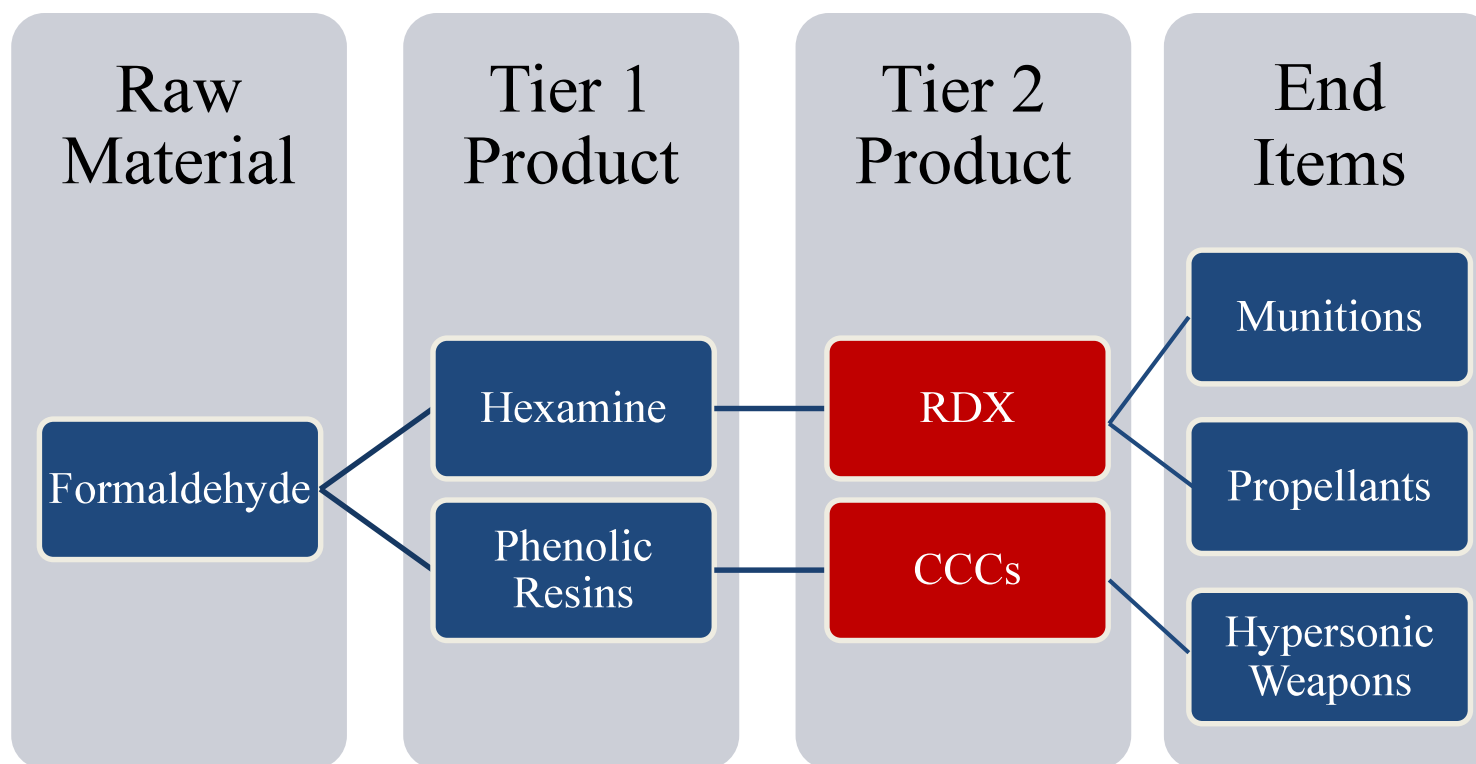 Raw
Material
Tier 1
Product
Tier 2
Product
End
Items
Formaldehyde
Hexamine
Phenolic
Resins
RDX
CCCs
Munitions
Propellants
Hypersonic
Weapons